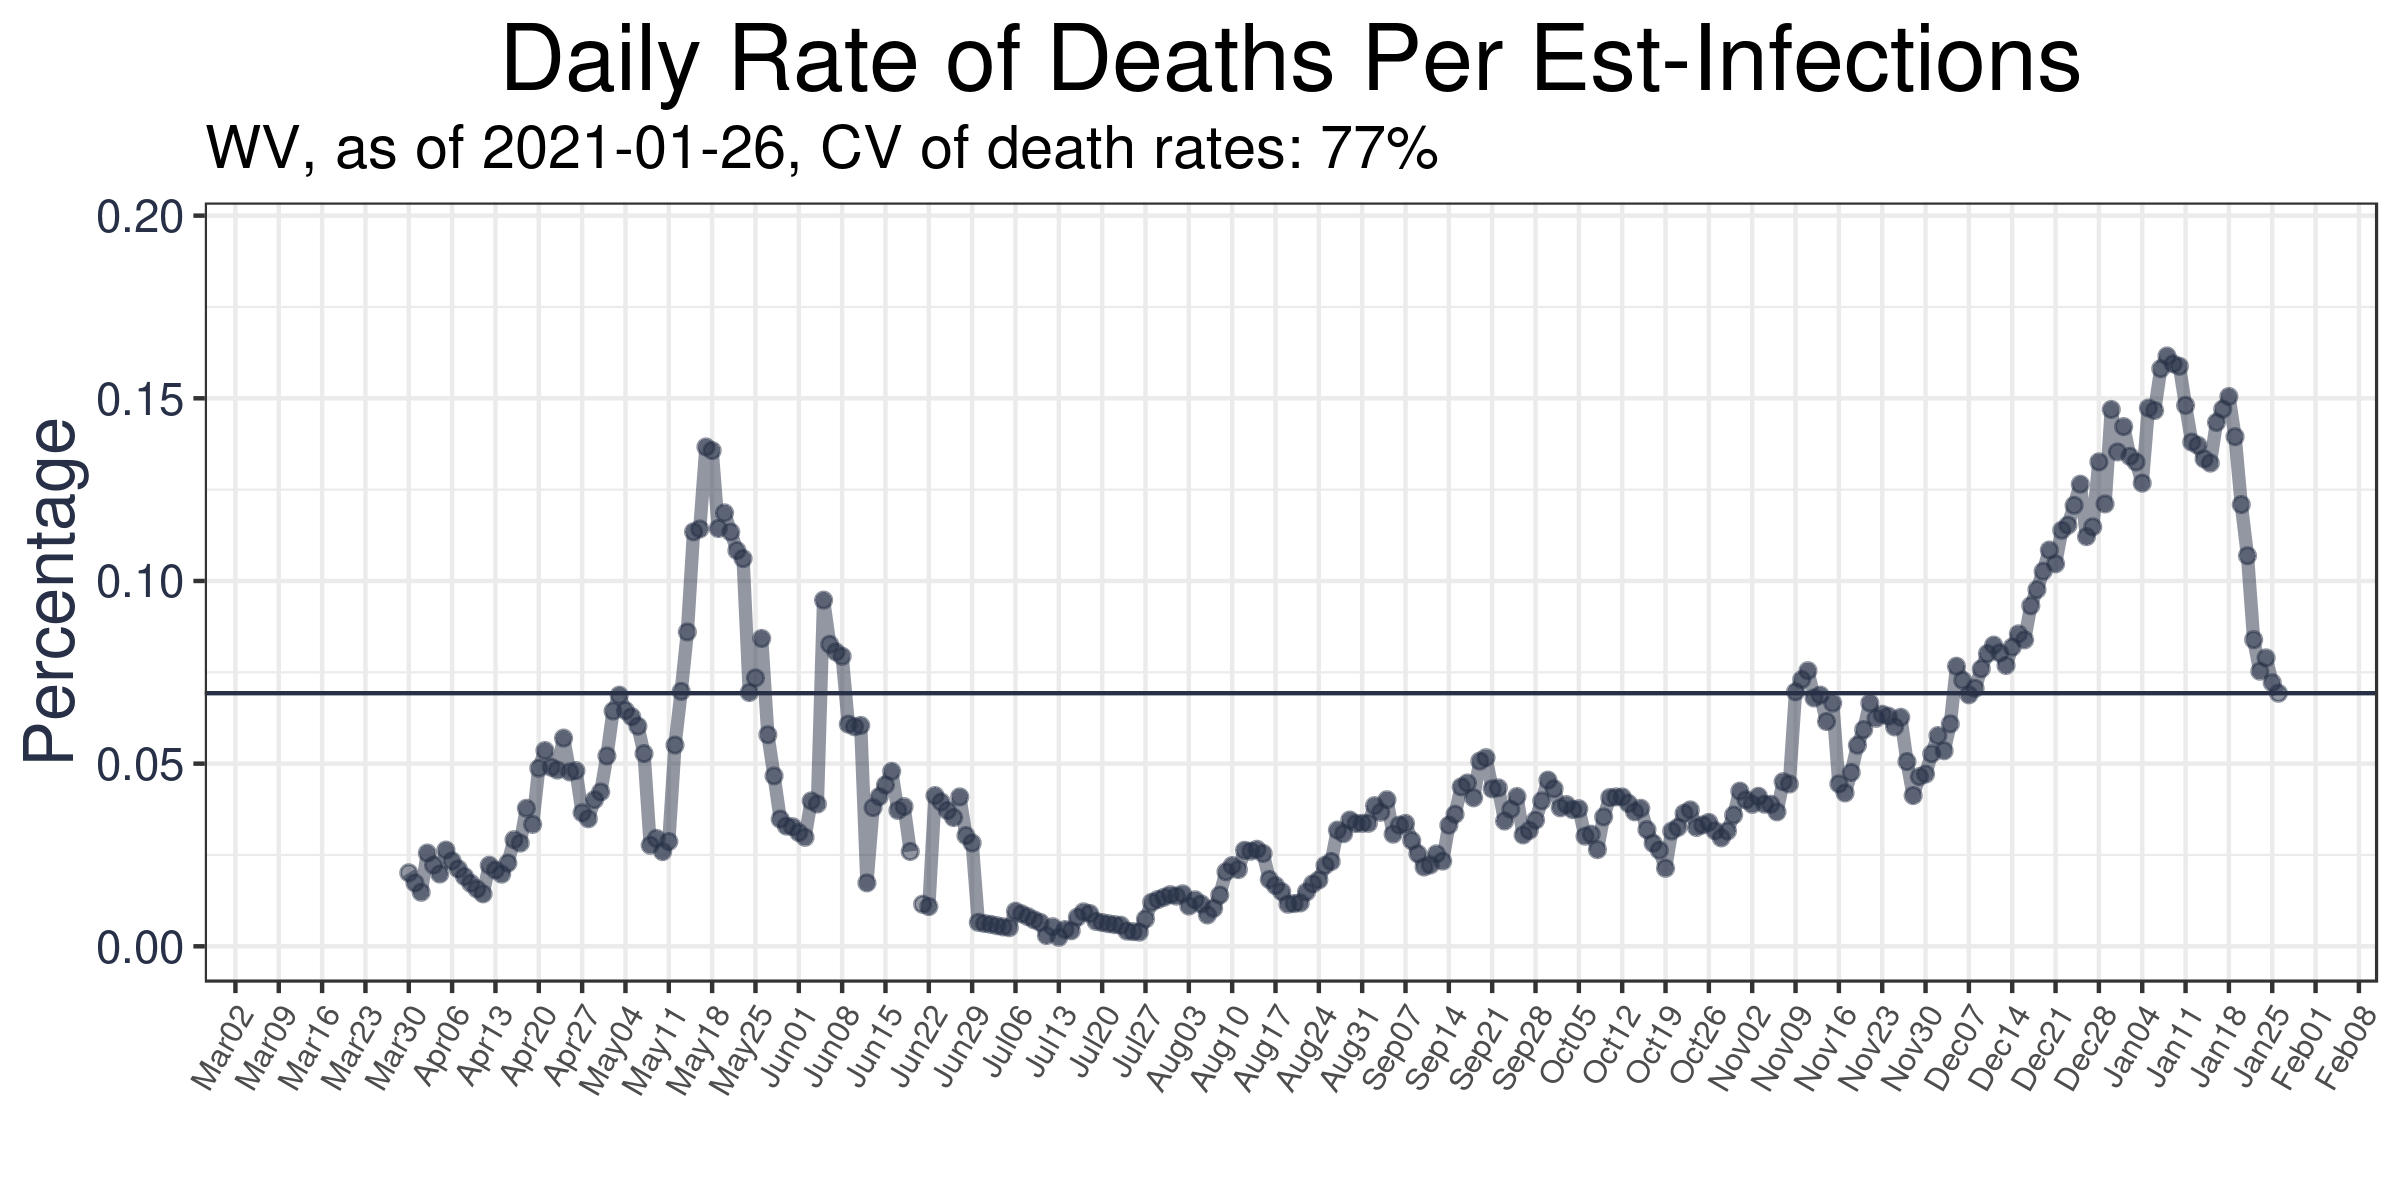 Daily Rate of Deaths Per Est-Infections
WV, as of 2021-01-26, CV of death rates: 77%
Percentage
0.20
0.15
0.10
0.05
0.00
Mar02 Mar09 Mar16 Mar23 Mar30 Apr06 Apr13 Apr20 Apr27 May04 May11 May18 May25 Jun01 Jun08 Jun15 Jun22 Jun29 Jul06 Jul13 Jul20 Jul27 Aug03 Aug10 Aug17 Aug24 Aug31 Sep07 Sep14 Sep21 Sep28 Oct05 Oct12 Oct19 Oct26 Nov02 Nov09 Nov16 Nov23 Nov30 Dec07 Dec14 Dec21 Dec28 Jan04 Jan11 Jan18 Jan25 Feb01 Feb08